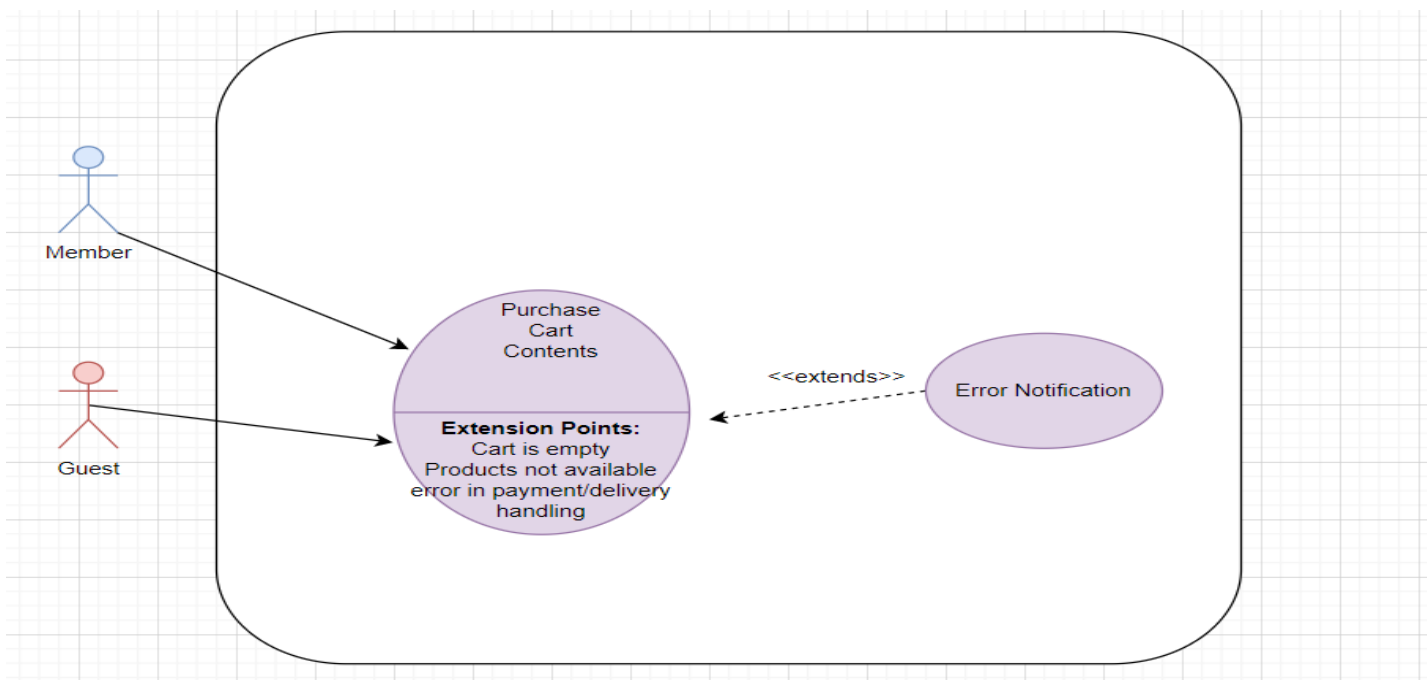 Member
Guest
Purchase
Cart
Contents
Extension Points:
Cart is empty
Products not available
error in payment/delivery
handling
<<extends>>
Error Notification